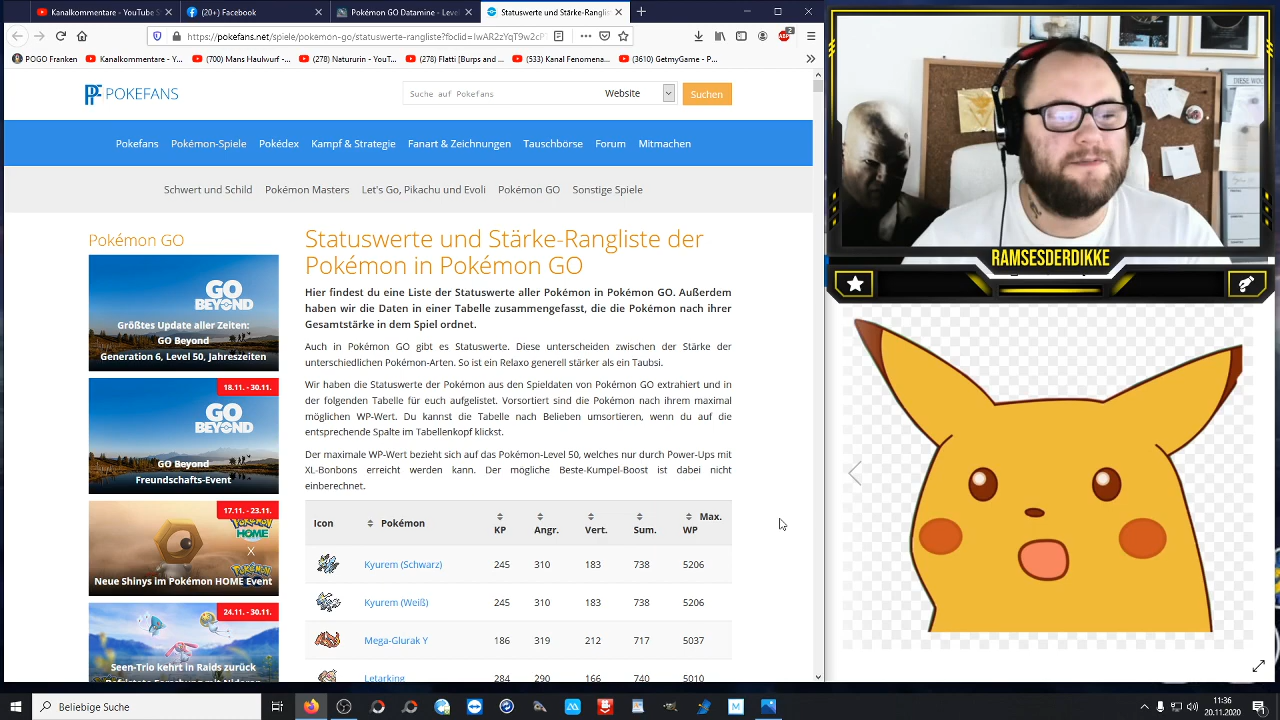 Kanalkommentare - YouTube
(20+) Facebook
Pokémon GO Datamine - Level
Statuswerte und Stärke-Rangliste
https://pokefans.net/spiele/pokemon-go/statuswerte-rangliste?
POGO Franken
Kanalkommentare - Y...
(700) Mans Haulwurf -...
(278) Natururin - YouT...
(278) Flatti [Burps and ...
(533) Kanal Fenomena...
(3610) GetmyGame - P...
POKEFANS
Suche auf Pokefans
Website
Suchen
Pokefans
Pokémon-Spiele
Pokédex
Kampf & Strategie
Fanart & Zeichnungen
Tauschbörse
Forum
Mitmachen
Schwert und Schild
Pokémon Masters
Let's Go, Pikachu und Evoli
Pokémon GO
Sonstige Spiele
Pokémon GO
GO
BEYOND
Größtes Update aller Zeiten:
GO Beyond
Generation 6, Level 50, Jahreszeiten
18.11. - 30.11.
GO
BEYOND
GO Beyond
Freundschafts-Event
17.11. - 23.11.
Pokémon
HOME
X
Neue Shinys im Pokémon HOME Event
24.11. - 30.11.
Seen-Trio kehrt in Raids zurück
Statuswerte und Stärke-Rangliste der
Pokémon in Pokémon GO
Hier findest du eine Liste der Statuswerte aller Pokémon in Pokémon GO. Außerdem
haben wir die Daten in einer Tabelle zusammengefasst, die die Pokémon nach ihrer
Gesamtstärke in dem Spiel ordnet.
Auch in Pokémon GO gibt es Statuswerte. Diese unterscheiden zwischen der Stärke der
unterschiedlichen Pokémon-Arten. So ist ein Relaxo generell stärker als ein Taubsi.
Wir haben die Statuswerte der Pokémon aus den Spieldaten von Pokémon GO extrahiert und in
der folgenden Tabelle für euch aufgelistet. Vorsortiert sind die Pokémon nach ihrem maximal
möglichen WP-Wert. Du kannst die Tabelle nach Belieben umsortieren, wenn du auf die
entsprechende Spalte im Tabellenkopf klickst.
Der maximale WP-Wert bezieht sich auf das Pokémon-Level 50, welches nur durch Power-Ups mit
XL-Bonbons erreicht werden kann. Der mögliche Beste-Kumpel-Boost ist dabei nicht
einberechnet.
Icon Pokémon KP Angr. Vert. Sum. Max. WP
Kyurem (Schwarz) 245 310 183 738 5206
Kyurem (Weiß) 245 310 183 738 5206
Mega-Glurak Y 186 319 212 717 5037
Letarking 284 290 166 740 5010
RAMSESDERDIKKE
DIESE WOC
Beliebige Suche
11:36
20.11.2020